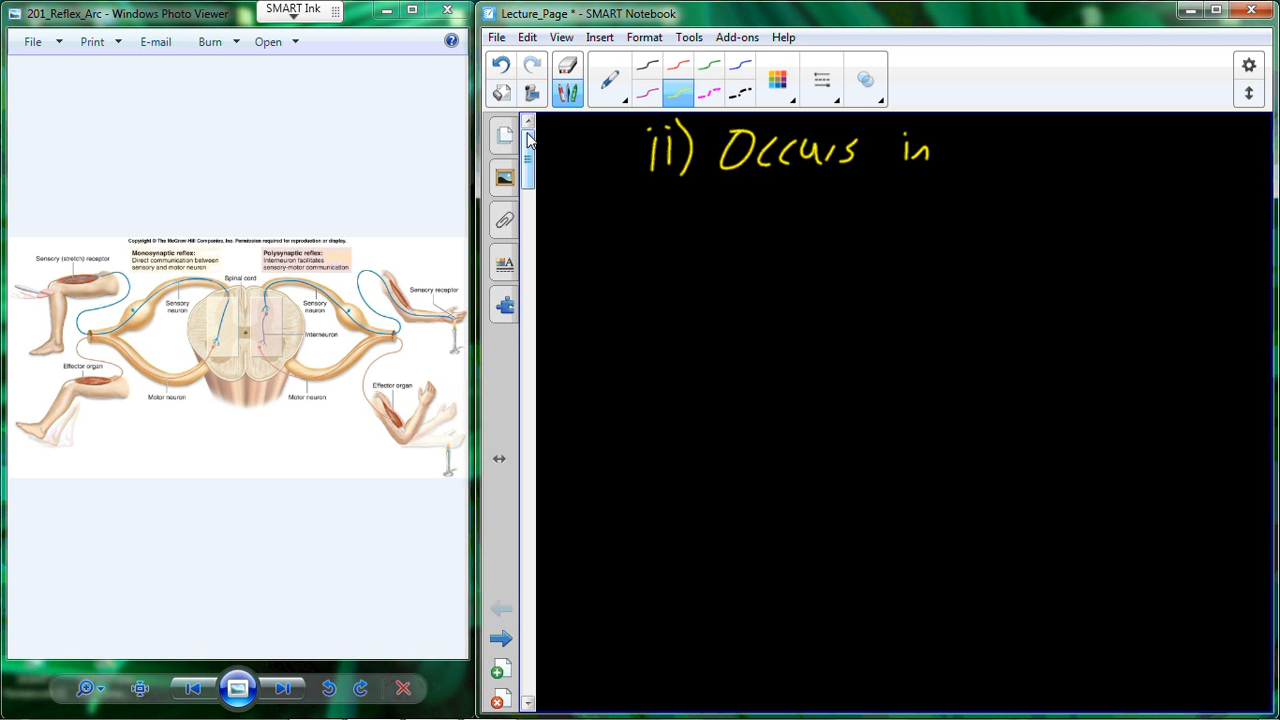 201_Reflex_Arc - Windows Photo Viewer
SMART Ink
File Print E-mail Burn Open
Copyright © The McGraw-Hill Companies, Inc. Permission required for reproduction or display.
Monosynaptic reflex:
Direct communication between
sensory and motor neuron
Polysynaptic reflex:
Interneuron facilitates
sensory-motor communication
Sensory (stretch) receptor
Spinal cord
Sensory
neuron
Sensory
neuron
Sensory receptor
Interneuron
Effector organ
Motor neuron
Motor neuron
Effector organ
Lecture_Page * - SMART Notebook
File Edit View Insert Format Tools Add-ons Help
ii) Occurs in